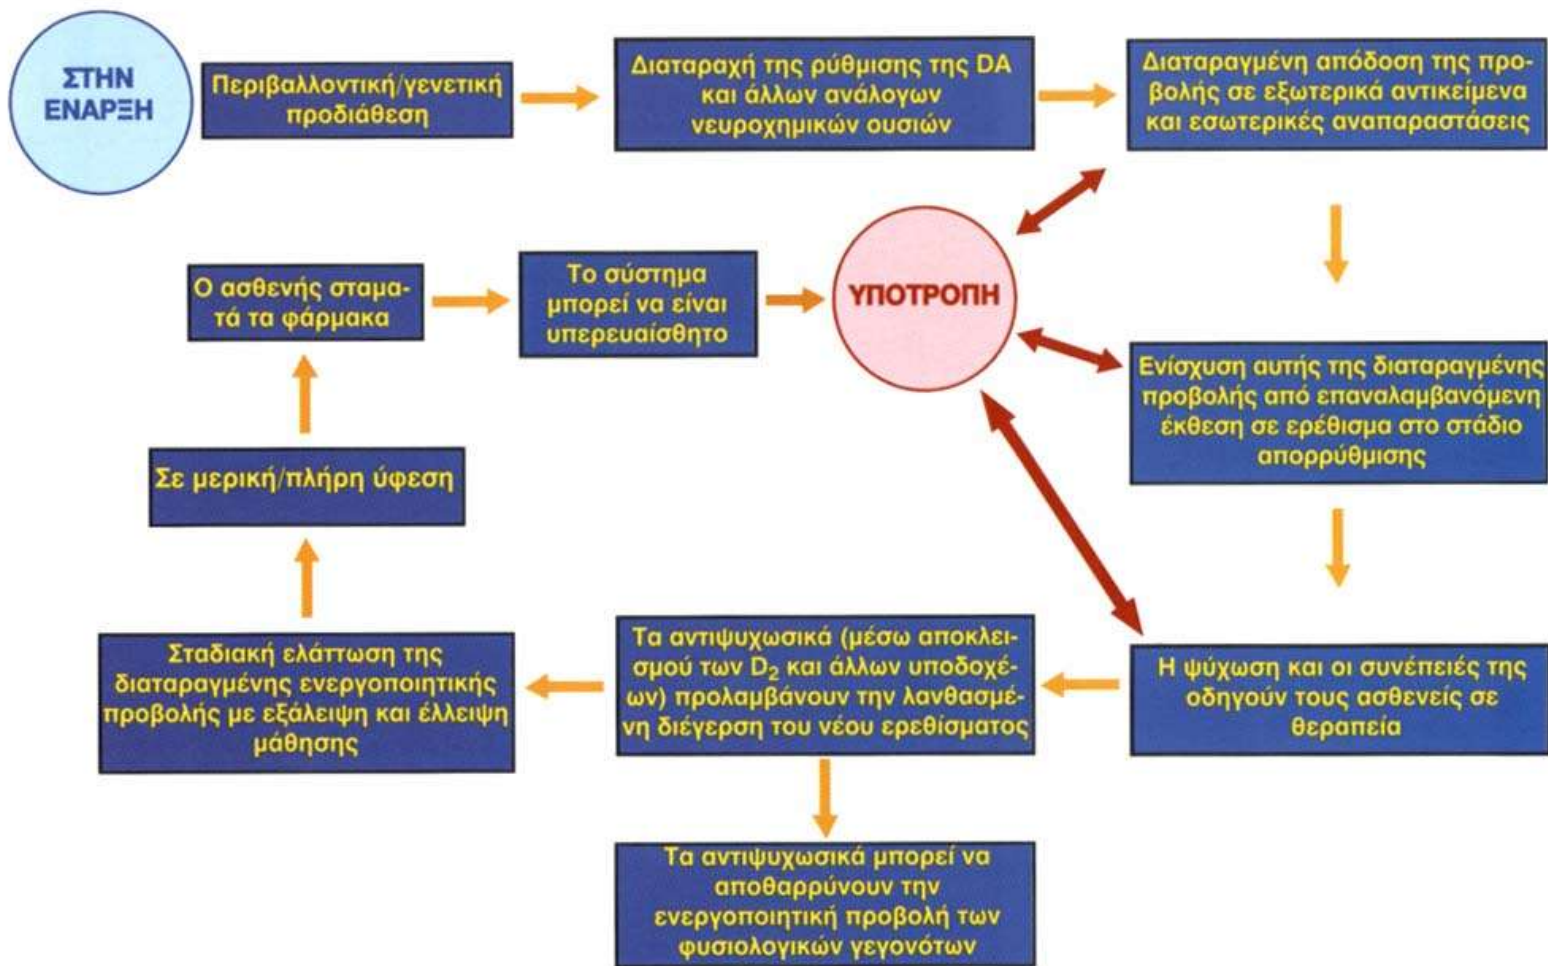 ΣΤΗΝ
ΕΝΑΡΞΗ
Περιβαλλοντική/γενετική
προδιάθεση
Διαταραχή της ρύθμισης της DA
και άλλων ανάλογων
νευροχημικών ουσιών
Διαταραγμένη απόδοση της προ-
βολής σε εξωτερικά αντικείμενα
και εσωτερικές αναπαραστάσεις
Ο ασθενής σταμα-
τά τα φάρμακα
Το σύστημα
μπορεί να είναι
υπερευαίσθητο
ΥΠΟΤΡΟΠΗ
Ενίσχυση αυτής της διαταραγμένης
προβολής από επαναλαμβανόμενη
έκθεση σε ερέθισμα στο στάδιο
απορρύθμισης
Σε μερική/πλήρη ύφεση
Σταδιακή ελάττωση της
διαταραγμένης ενεργοποιητικής
προβολής με εξάλειψη και έλλειψη
μάθησης
Τα αντιψυχωσικά (μέσω αποκλει-
σμού των D₂ και άλλων υποδοχέ-
ων) προλαμβάνουν την λανθασμέ-
νη διέγερση του νέου ερεθίσματος
Η ψύχωση και οι συνέπειές της
οδηγούν τους ασθενείς σε
θεραπεία
Τα αντιψυχωσικά μπορεί να
αποθαρρύνουν την
ενεργοποιητική προβολή των
φυσιολογικών γεγονότων